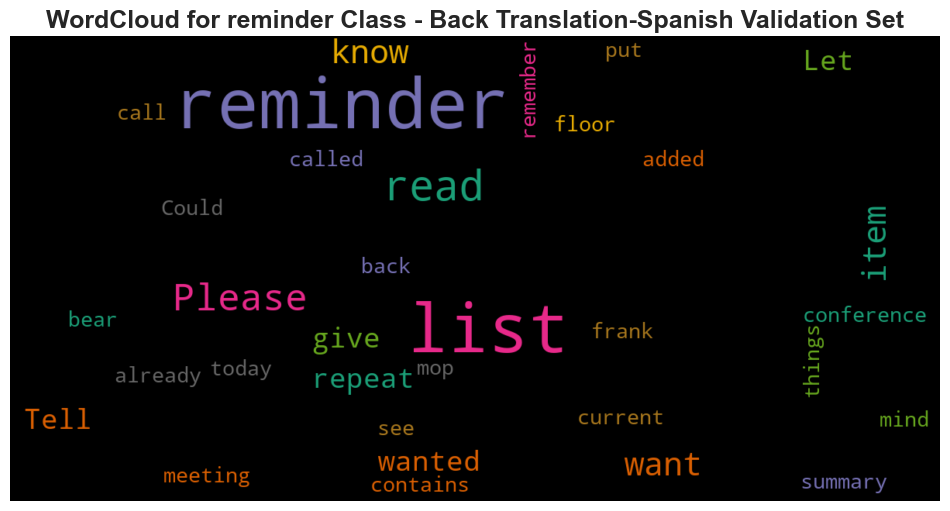 WordCloud for reminder Class - Back Translation-Spanish Validation Set
know
put
Let
reminder
remember
call
floor
called
added
read
Could
item
back
Please
list
bear
conference
give
frank
things
already
today
repeat
mop
Tell
see
current
mind
wanted
want
meeting
contains
summary